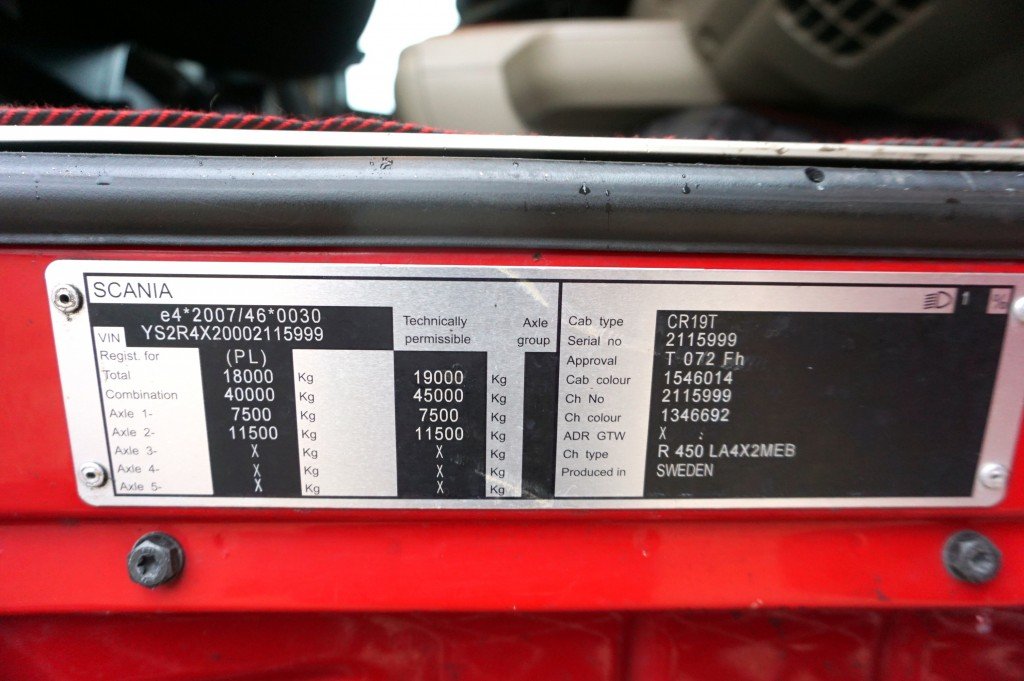 SCANIA
e4*2007/46*0030
VIN YS2R4X20002115999
Technically permissible
Axle group
Regist. for (PL)
Total 18000 Kg 19000 Kg
Combination 40000 Kg 45000 Kg
Axle 1- 7500 Kg 7500 Kg
Axle 2- 11500 Kg 11500 Kg
Axle 3- X Kg X Kg
Axle 4- X Kg X Kg
Axle 5- X Kg X Kg
1 %
Cab type CR19T
Serial no 2115999
Approval T 072 Fh
Cab colour 1546014
Ch No 2115999
Ch colour 1346692
ADR GTW X :
Ch type R 450 LA4X2MEB
Produced in SWEDEN